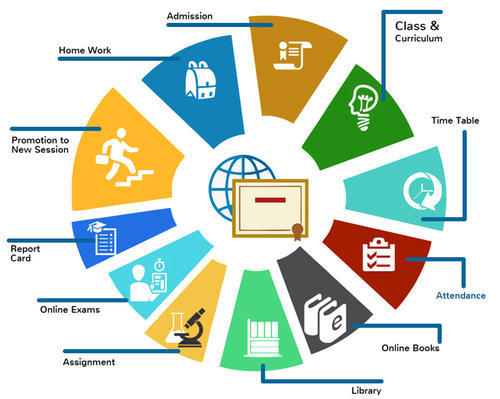 Admission
Class &
Curriculum
Home Work
Time Table
Promotion to
New Session
Report
Card
Attendance
Online Exams
Online Books
Assignment
Library
e